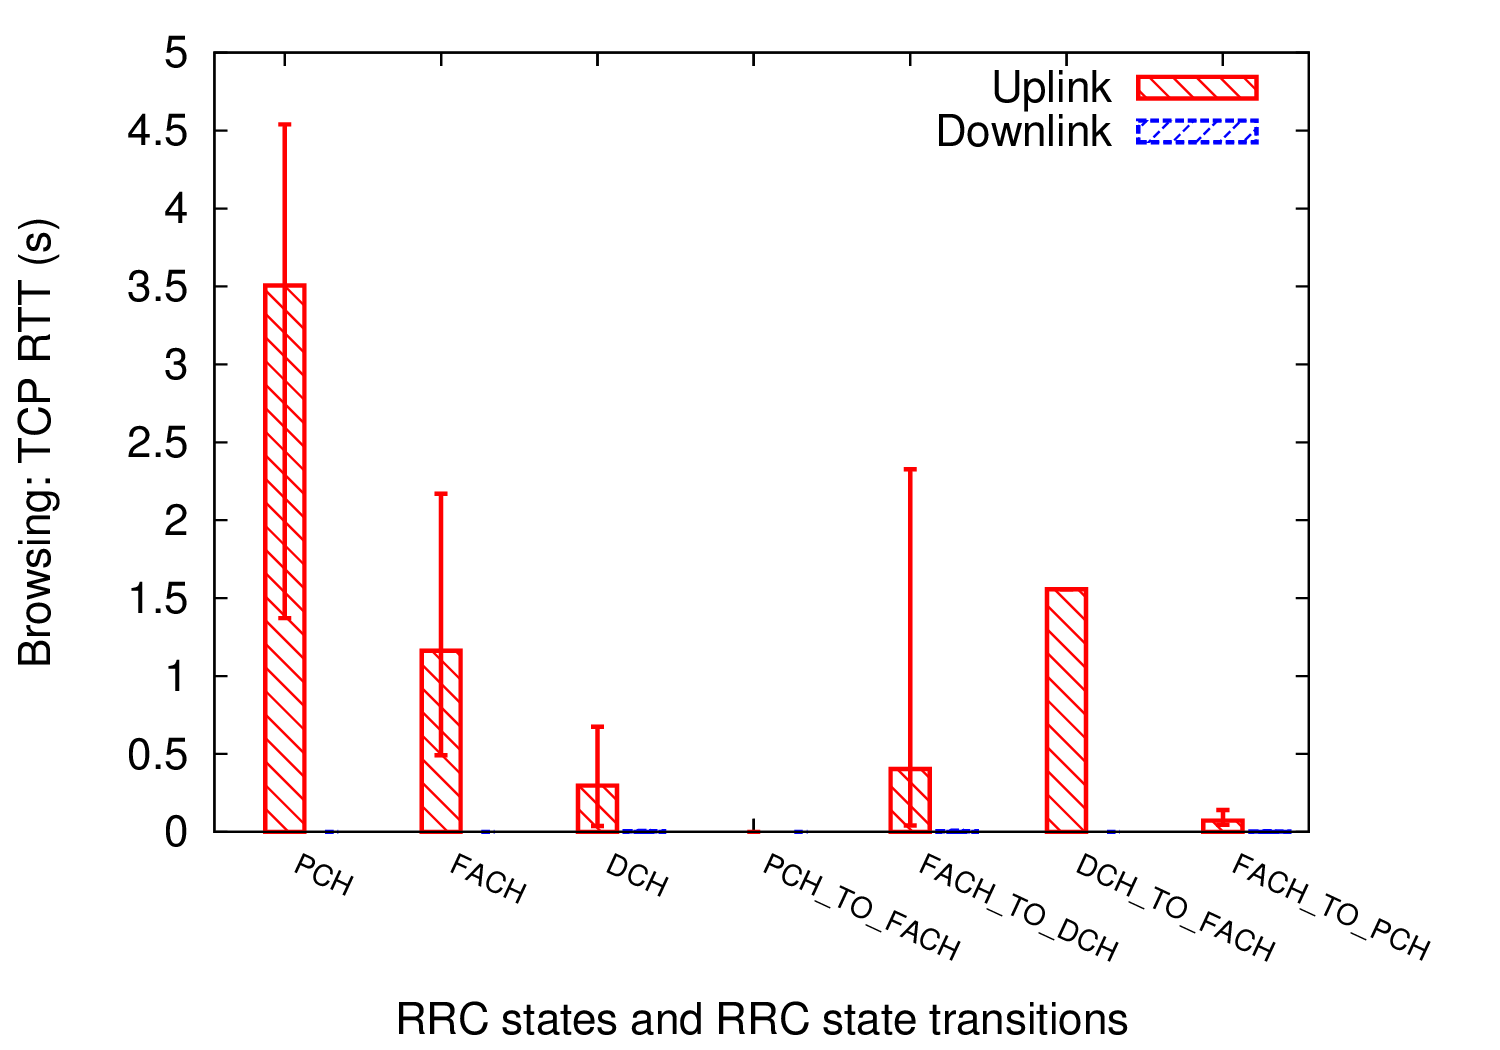 5
4.5
4
3.5
3
2.5
2
1.5
1
0.5
0
Browsing: TCP RTT (s)
Uplink
Downlink
PCH
FACH
DCH
PCH_TO_FACH
FACH_TO_DCH
DCH_TO_FACH
FACH_TO_PCH
RRC states and RRC state transitions